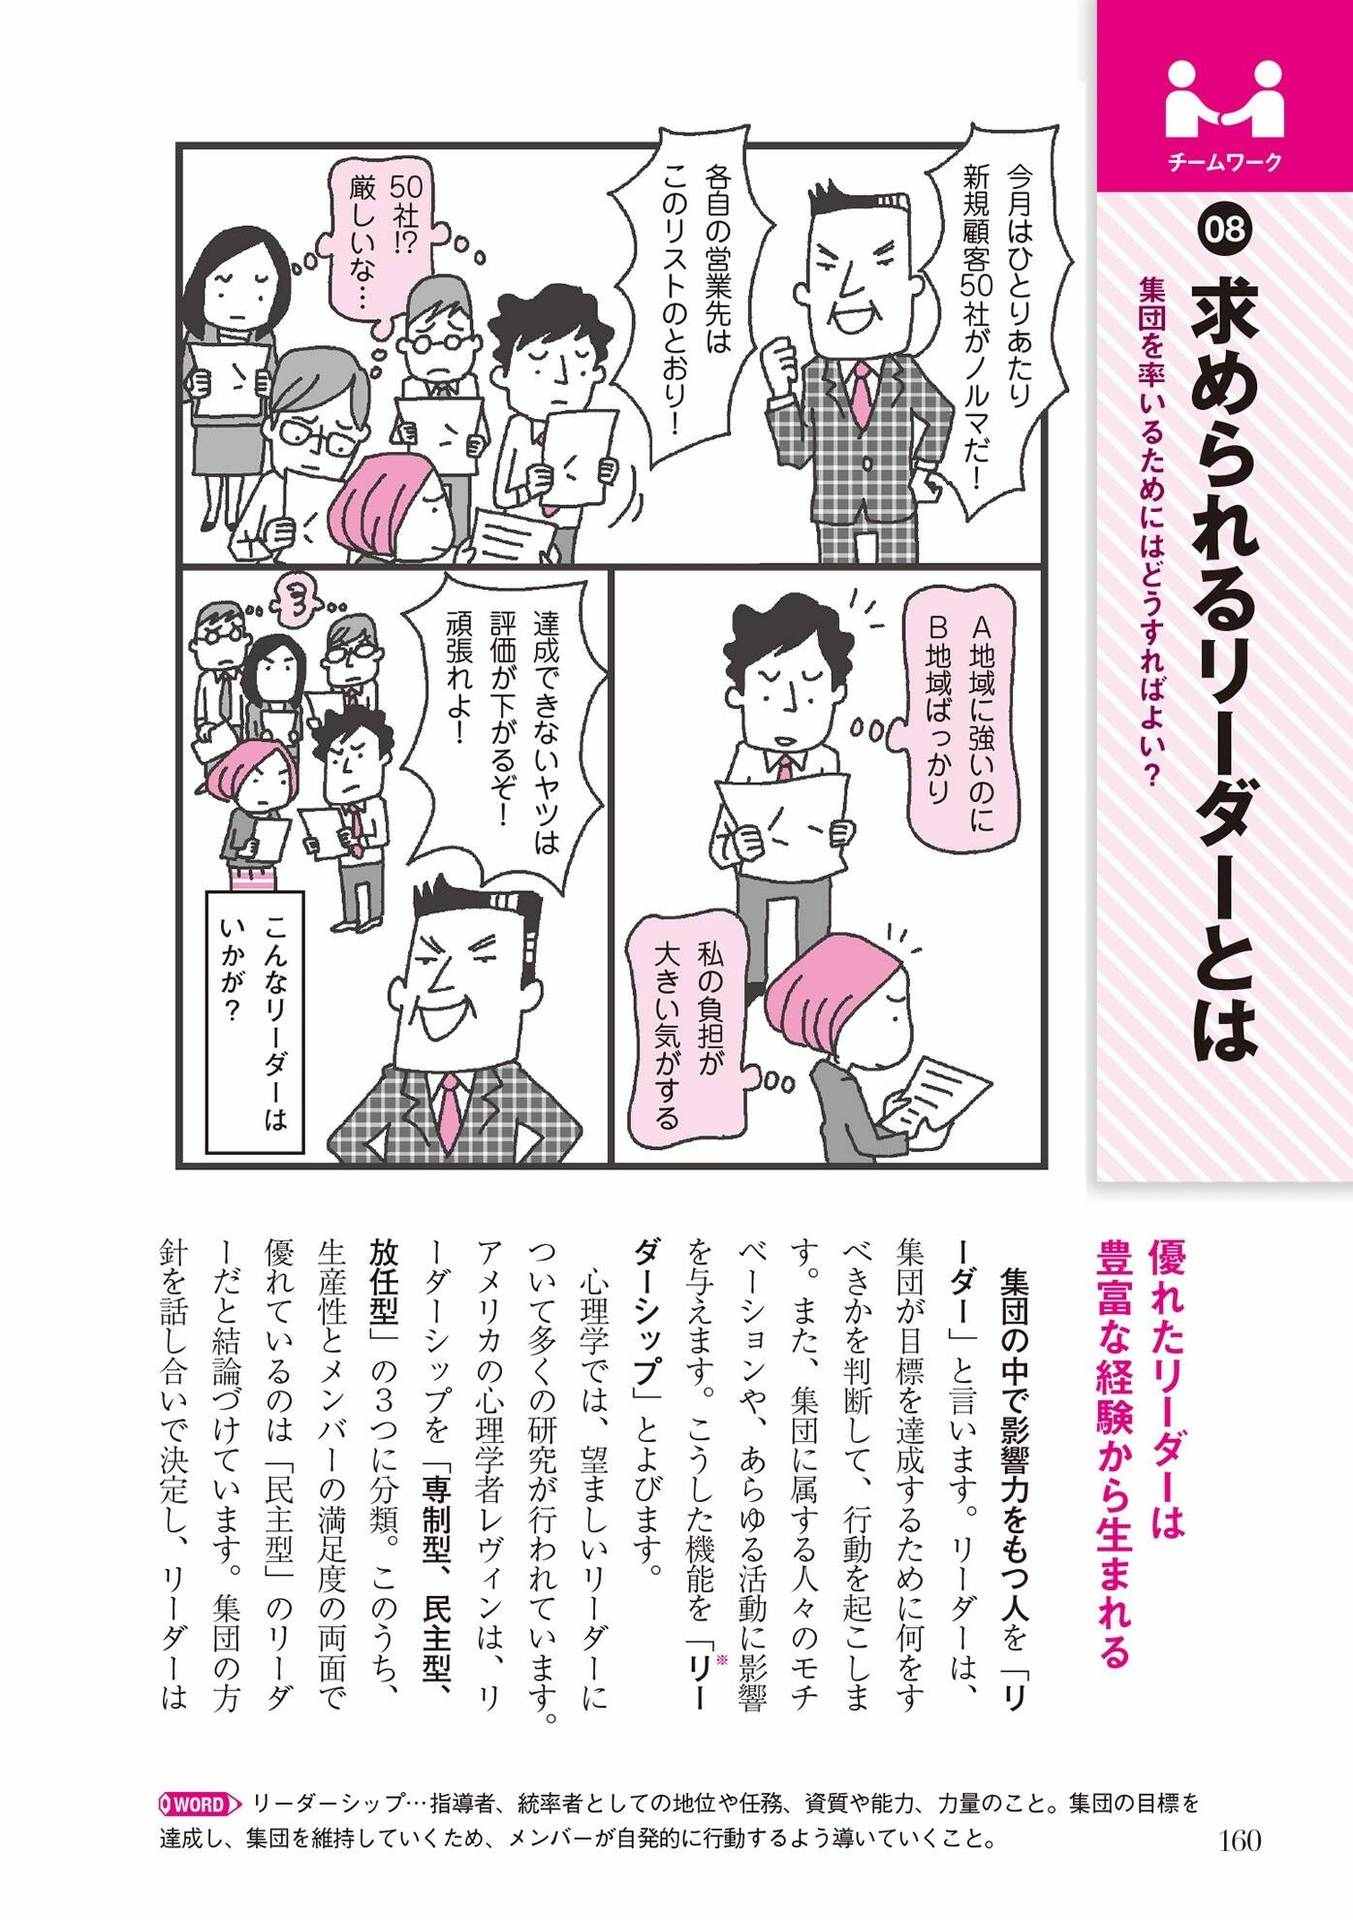 チームワーク
08
求められるリーダーとは
集団を率いるためにはどうすればよい？
今月はひとりあたり
新規顧客50社がノルマだ！
各自の営業先は
このリストのとおり！
50社!?
厳しいな…
A地域に強いのに
B地域ばっかり
私の負担が
大きい気がする
達成できないヤツは
評価が下がるぞ！
頑張れよ！
こんなリーダーは
いかが？
優れたリーダーは
豊富な経験から生まれる
集団の中で影響力をもつ人を「リ
ーダー」と言います。リーダーは、
集団が目標を達成するために何をす
べきかを判断して、行動を起こしま
す。また、集団に属する人々のモチ
ベーションや、あらゆる活動に影響
を与えます。こうした機能を「リー
※
ダーシップ」とよびます。
心理学では、望ましいリーダーに
ついて多くの研究が行われています。
アメリカの心理学者レヴィンは、リ
ーダーシップを「専制型、民主型、
放任型」の３つに分類。このうち、
生産性とメンバーの満足度の両面で
優れているのは「民主型」のリーダ
ーだと結論づけています。集団の方
針を話し合いで決定し、リーダーは
WORD リーダーシップ…指導者、統率者としての地位や任務、資質や能力、力量のこと。集団の目標を
達成し、集団を維持していくため、メンバーが自発的に行動するよう導いていくこと。
160